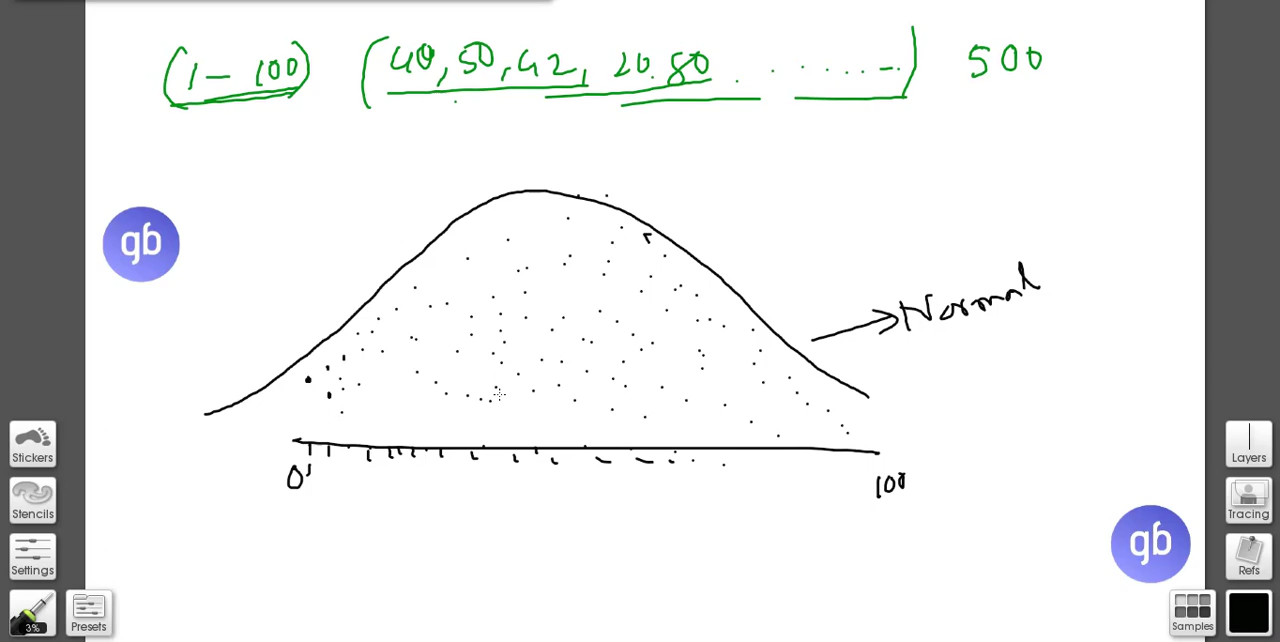 (1 - 100) (40, 50, 42, 20. 80 . . . . . . . -.) 500
gb
Normal
0 1
100
gb
Stickers
Stencils
Settings
3%
Presets
Layers
Tracing
Refs
Samples